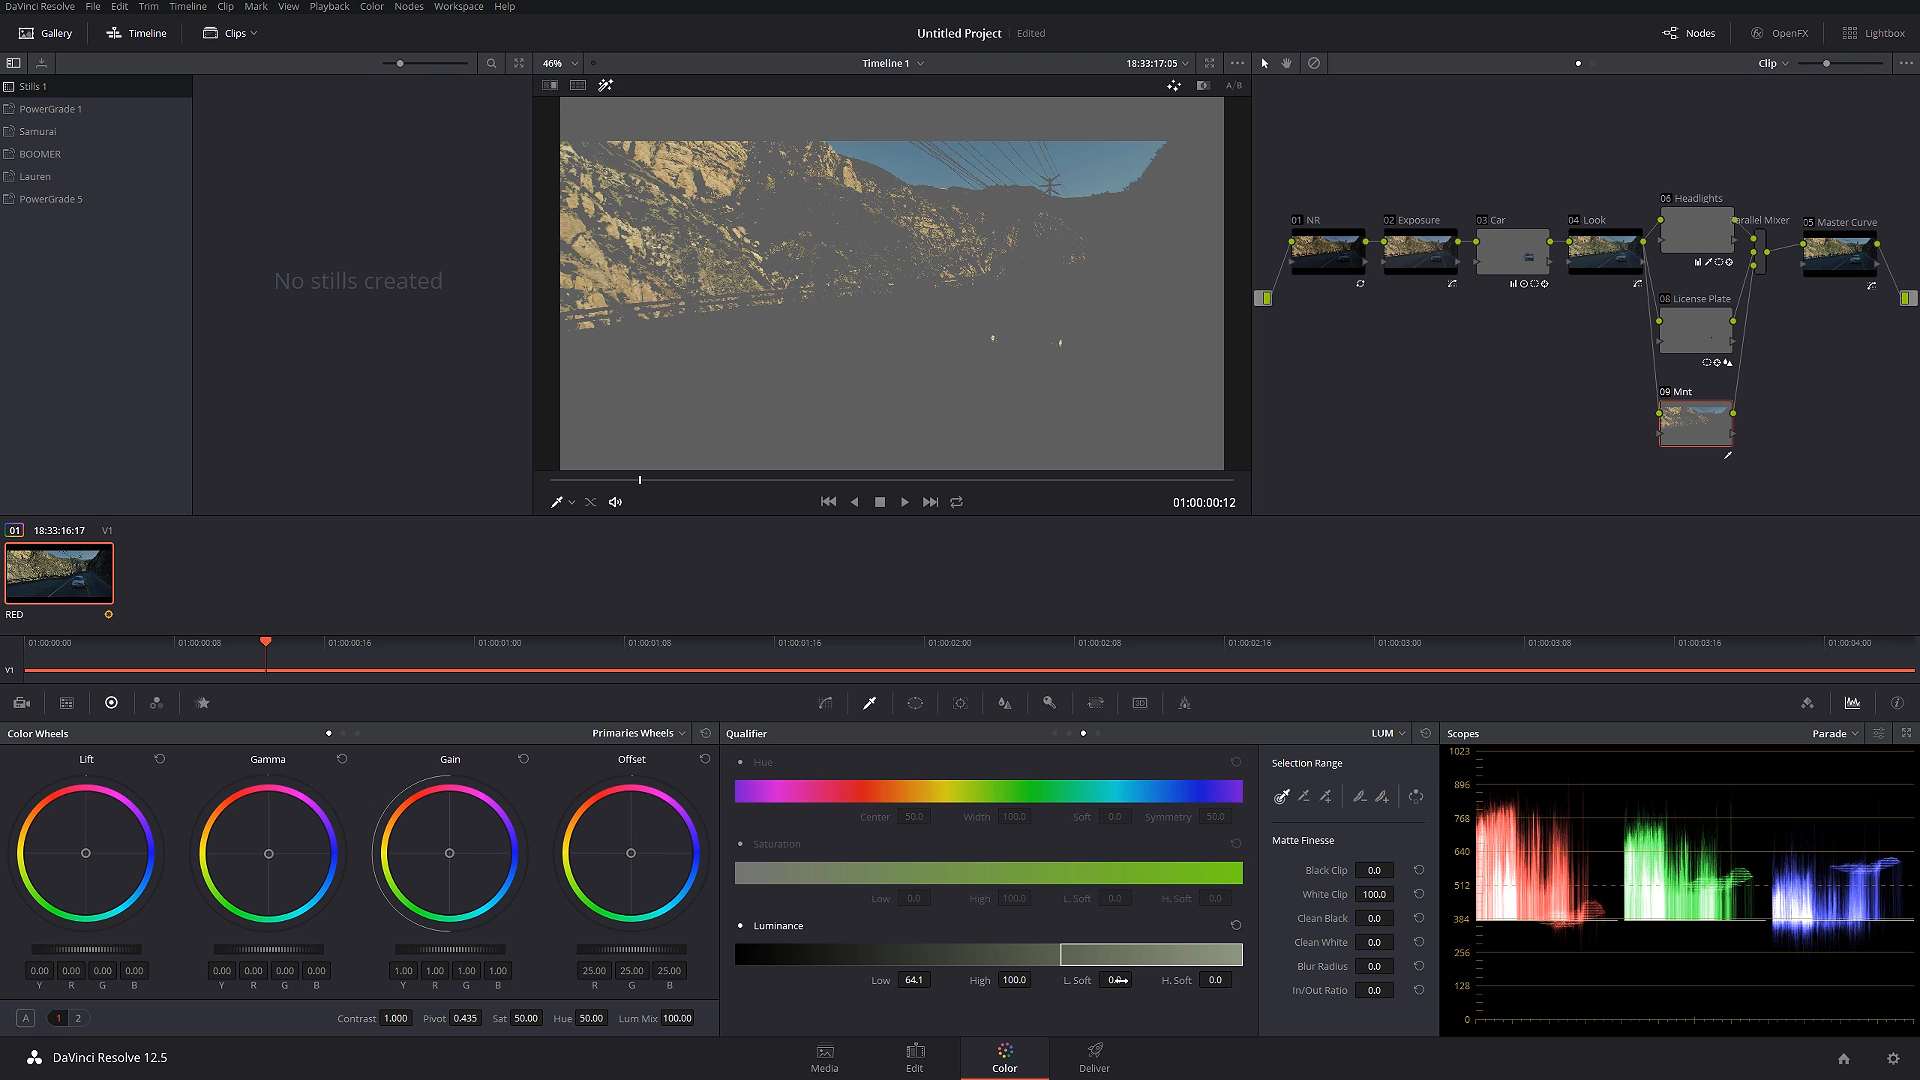 DaVinci Resolve File Edit Trim Timeline Clip Mark View Playback Color Nodes Workspace Help
Gallery Timeline Clips Untitled Project Edited Nodes OpenFX Lightbox
46% Timeline 1 18:33:17:05 Clip
A/B
Stills 1
PowerGrade 1
Samurai
BOOMER
Lauren
PowerGrade 5
No stills created
06 Headlights
01 NR 02 Exposure 03 Car 04 Look arallel Mixer 05 Master Curve
08 License Plate
09 Mnt
01:00:00:12
01 18:33:16:17 V1
RED
01:00:00:00 01:00:00:08 01:00:00:16 01:00:01:00 01:00:01:08 01:00:01:16 01:00:02:00 01:00:02:08 01:00:02:16 01:00:03:00 01:00:03:08 01:00:03:16 01:00:04:00
V1
3D
Color Wheels Primaries Wheels Qualifier LUM Scopes Parade
Lift Gamma Gain Offset
0.00 0.00 0.00 0.00 0.00 0.00 0.00 0.00 1.00 1.00 1.00 1.00 25.00 25.00 25.00
Y R G B Y R G B Y R G B R G B
A 1 2 Contrast 1.000 Pivot 0.435 Sat 50.00 Hue 50.00 Lum Mix 100.00
Hue
Center 50.0 Width 100.0 Soft 0.0 Symmetry 50.0
Saturation
Low 0.0 High 100.0 L. Soft 0.0 H. Soft 0.0
Luminance
Low 64.1 High 100.0 L. Soft H. Soft 0.0
Selection Range
Matte Finesse
Black Clip 0.0
White Clip 100.0
Clean Black 0.0
Clean White 0.0
Blur Radius 0.0
In/Out Ratio 0.0
1023
896
768
640
512
384
256
128
0
DaVinci Resolve 12.5 Media Edit Color Deliver